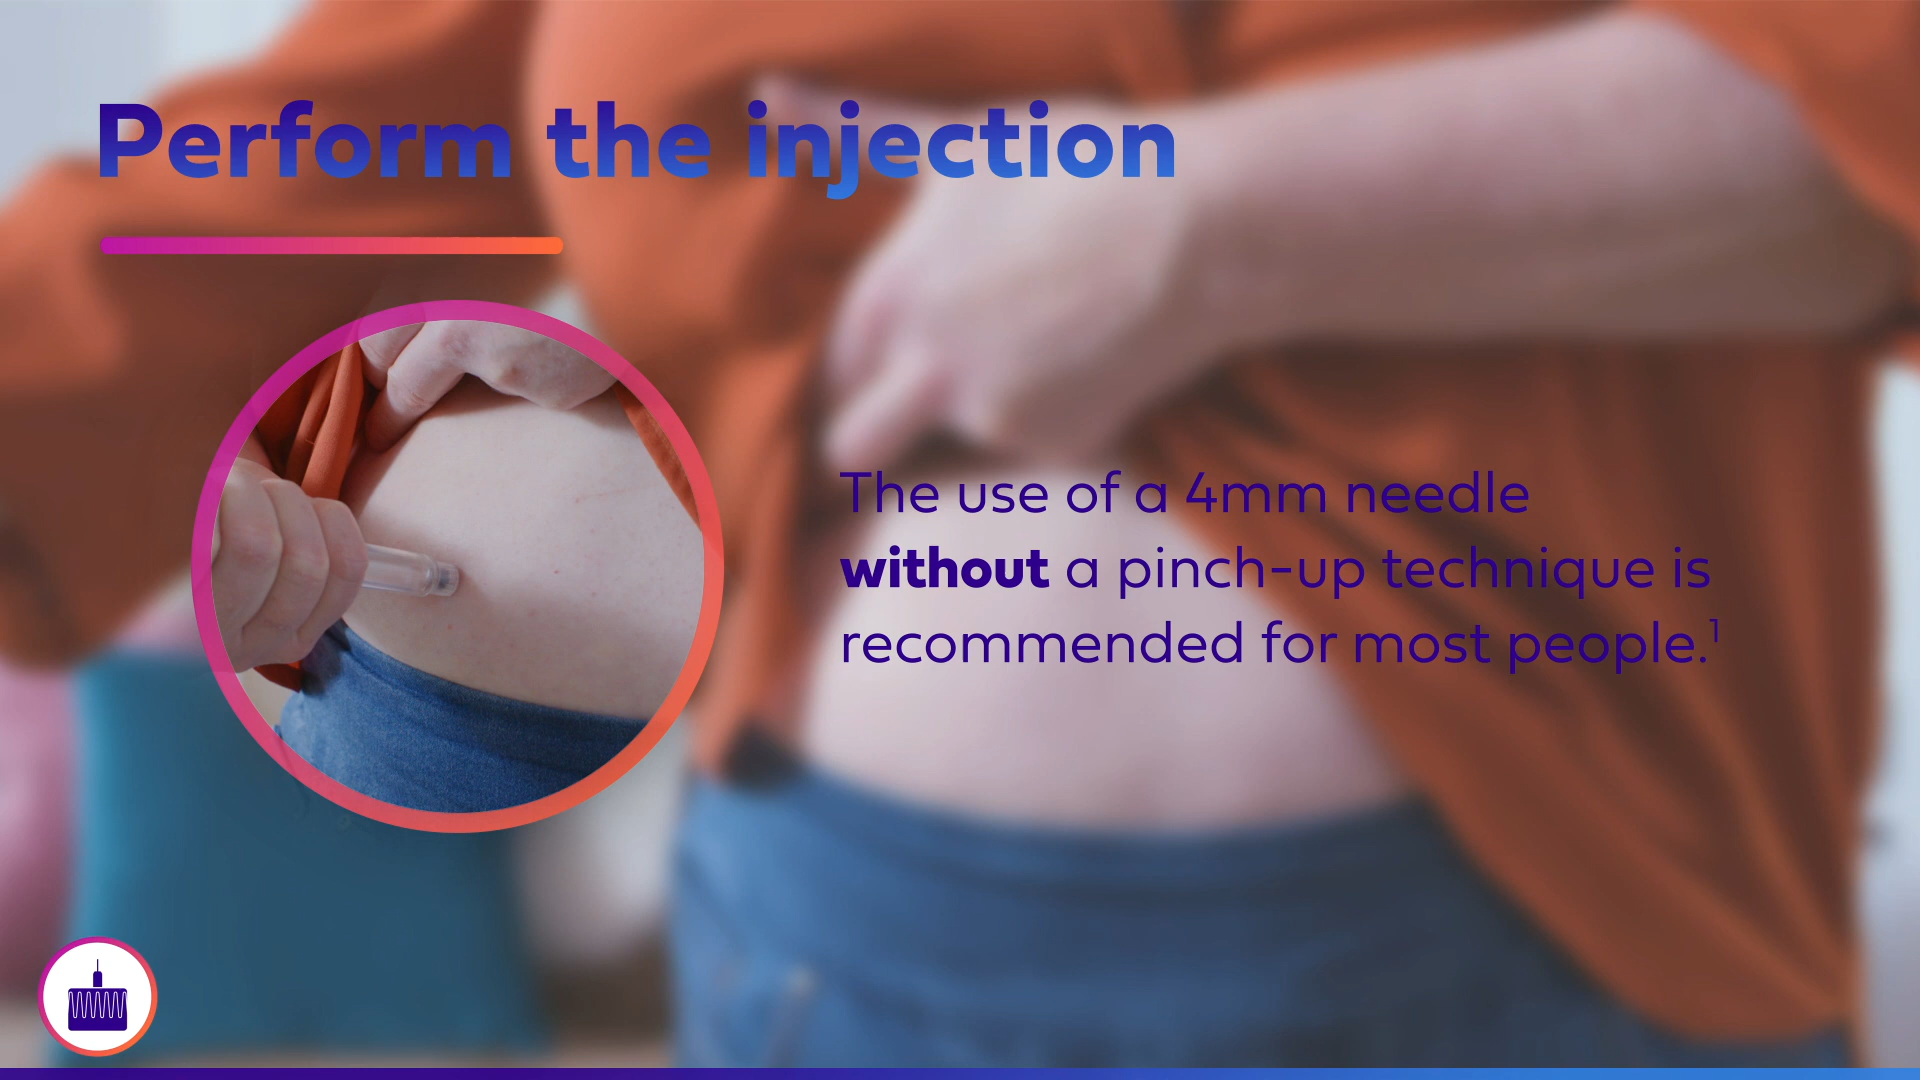 Perform the injection
The use of a 4mm needle
without a pinch-up technique is
recommended for most people.¹